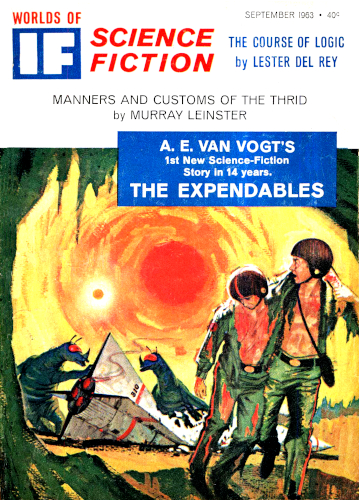 WORLDS OF
IF
SCIENCE
FICTION
SEPTEMBER 1963 • 40¢
THE COURSE OF LOGIC
by LESTER DEL REY
MANNERS AND CUSTOMS OF THE THRID
by MURRAY LEINSTER
A. E. VAN VOGT'S
1st New Science-Fiction
Story in 14 years.
THE EXPENDABLES